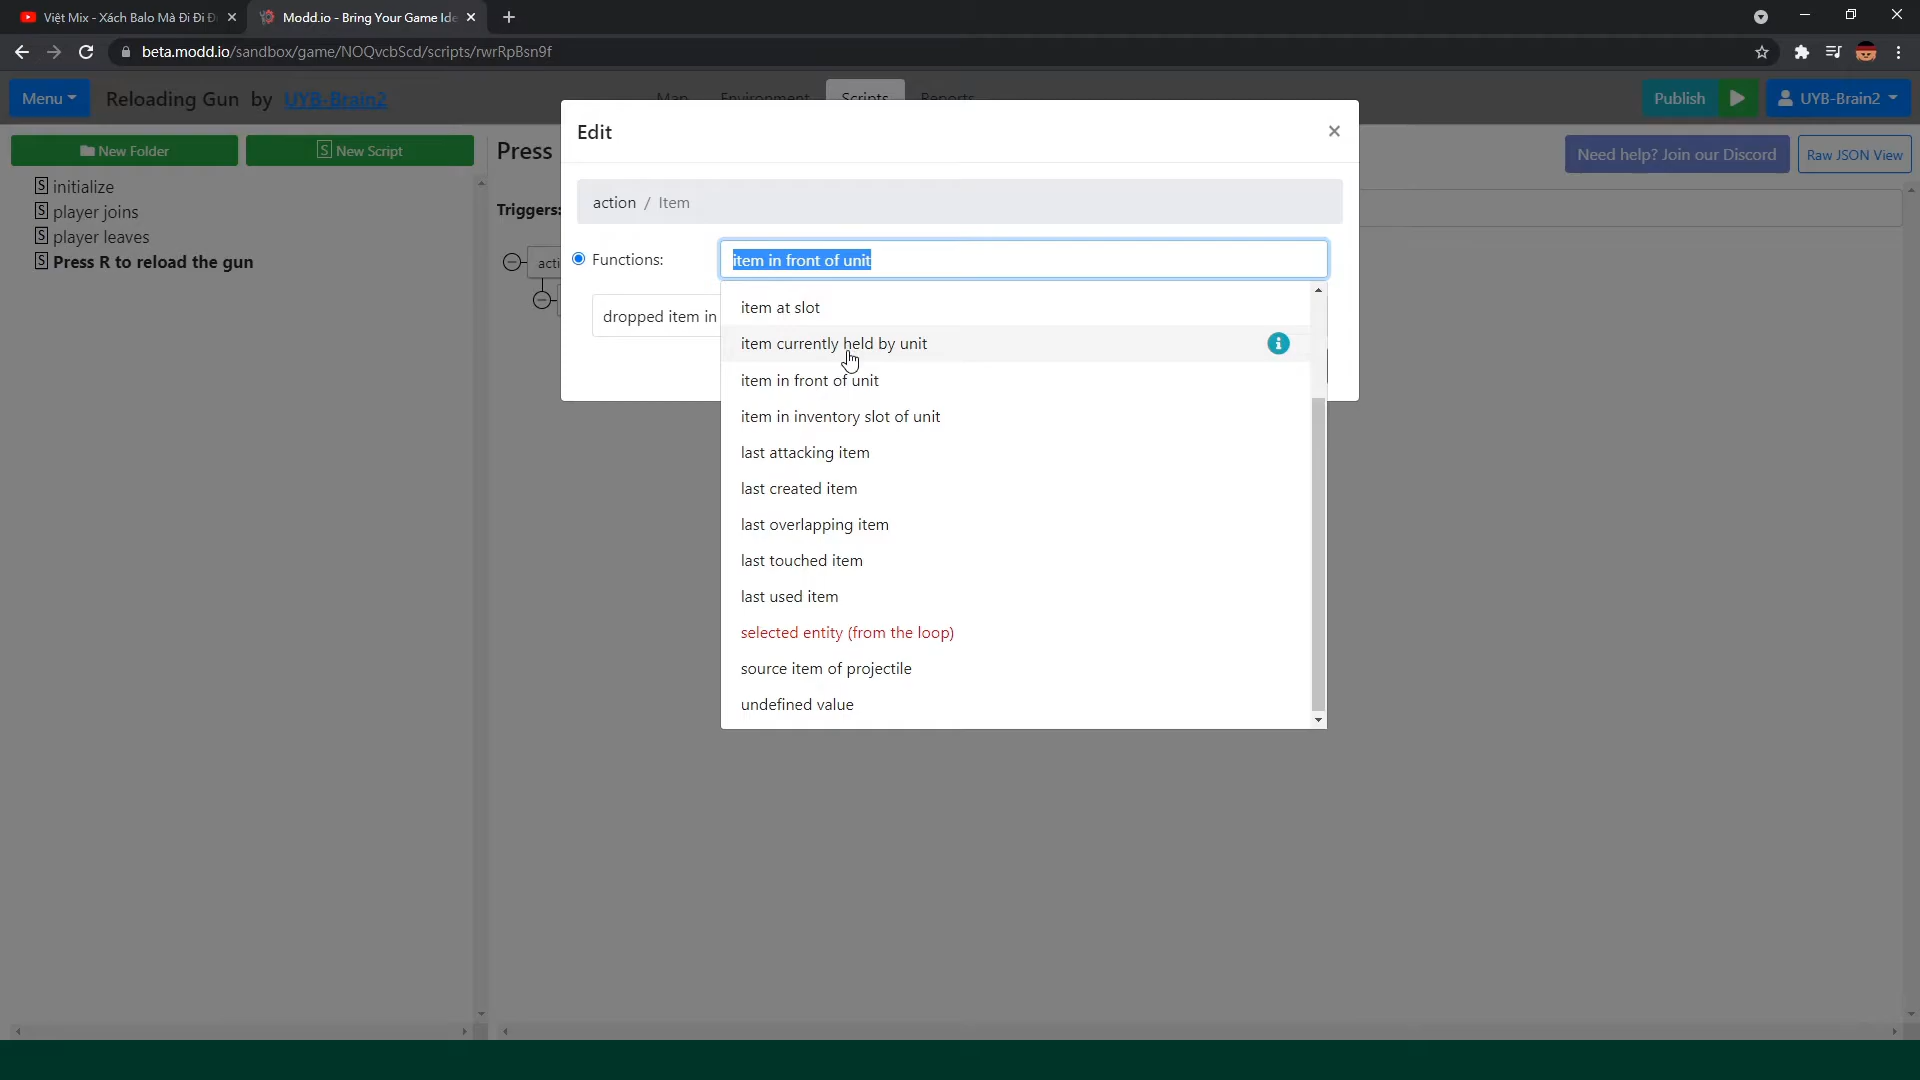 Việt Mix - Xách Balo Mà Đi Đi
Modd.io - Bring Your Game Ide
beta.modd.io/sandbox/game/NOQvcbScd/scripts/rwrRpBsn9f
Menu
Reloading Gun by UYB-Brain2
Map
Environment
Scripts
Reports
Publish
UYB-Brain2
New Folder
S New Script
Press
Need help? Join our Discord
Raw JSON View
S initialize
S player joins
S player leaves
S Press R to reload the gun
Triggers:
acti
Edit
action / Item
Functions:
item in front of unit
dropped item in
item at slot
item currently held by unit
item in front of unit
item in inventory slot of unit
last attacking item
last created item
last overlapping item
last touched item
last used item
selected entity (from the loop)
source item of projectile
undefined value